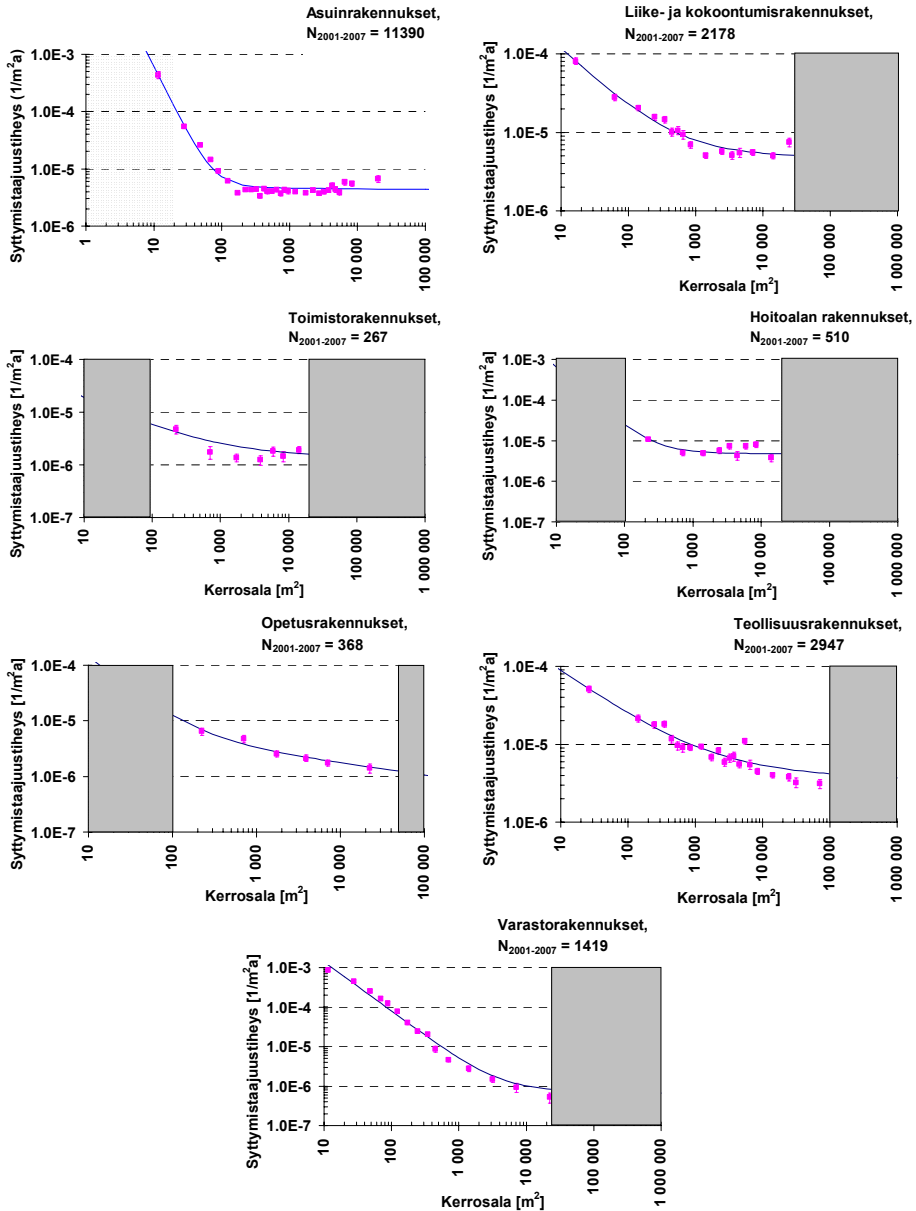 Asuinrakennukset,
N2001-2007 = 11390
Syttymistaajuustiheys (1/m²a)
1.0E-3
1.0E-4
1.0E-5
1.0E-6
1
10
100
1 000
10 000
100 000
Liike- ja kokoontumisrakennukset,
N2001-2007 = 2178
Syttymistaajuustiheys [1/m²a]
1.0E-4
1.0E-5
1.0E-6
10
100
1 000
10 000
100 000
1 000 000
Kerrosala [m²]
Toimistorakennukset,
N2001-2007 = 267
Syttymistaajuustiheys [1/m²a]
1.0E-4
1.0E-5
1.0E-6
1.0E-7
10
100
1 000
10 000
100 000
1 000 000
Kerrosala [m²]
Hoitoalan rakennukset,
N2001-2007 = 510
Syttymistaajuustiheys [1/m²a]
1.0E-3
1.0E-4
1.0E-5
1.0E-6
1.0E-7
10
100
1 000
10 000
100 000
1 000 000
Kerrosala [m²]
Opetusrakennukset,
N2001-2007 = 368
Syttymistaajuustiheys [1/m²a]
1.0E-4
1.0E-5
1.0E-6
1.0E-7
10
100
1 000
10 000
100 000
Kerrosala [m²]
Teollisuusrakennukset,
N2001-2007 = 2947
Syttymistaajuustiheys [1/m²a]
1.0E-4
1.0E-5
1.0E-6
10
100
1 000
10 000
100 000
1 000 000
Kerrosala [m²]
Varastorakennukset,
N2001-2007 = 1419
Syttymistaajuustiheys [1/m²a]
1.0E-3
1.0E-4
1.0E-5
1.0E-6
1.0E-7
10
100
1 000
10 000
100 000
1 000 000
Kerrosala [m²]